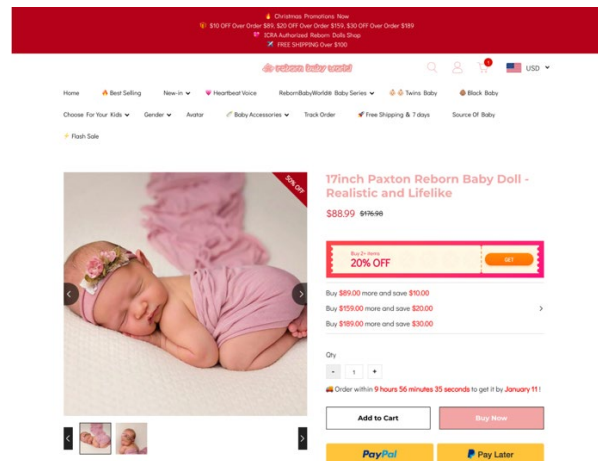 Christmas Promotions Now
$10 OFF Over Order $89, $20 OFF Over Order $159, $30 OFF Over Order $189
ICRA Authorized Reborn Dolls Shop
FREE SHIPPING Over $100
reborn baby world
1
USD
Home
Best Selling
New-in
Heartbeat Voice
RebornBabyWorld® Baby Series
Twins Baby
Black Baby
Choose For Your Kids
Gender
Avatar
Baby Accessories
Track Order
Free Shipping & 7 days
Source Of Baby
Flash Sale
50% OFF
17inch Paxton Reborn Baby Doll -
Realistic and Lifelike
$88.99 $176.98
Buy 2+ items
20% OFF
GET
Buy $89.00 more and save $10.00
Buy $159.00 more and save $20.00
Buy $189.00 more and save $30.00
Qty
- 1 +
Order within 9 hours 56 minutes 35 seconds to get it by January 11 !
Add to Cart
Buy Now
PayPal
Pay Later